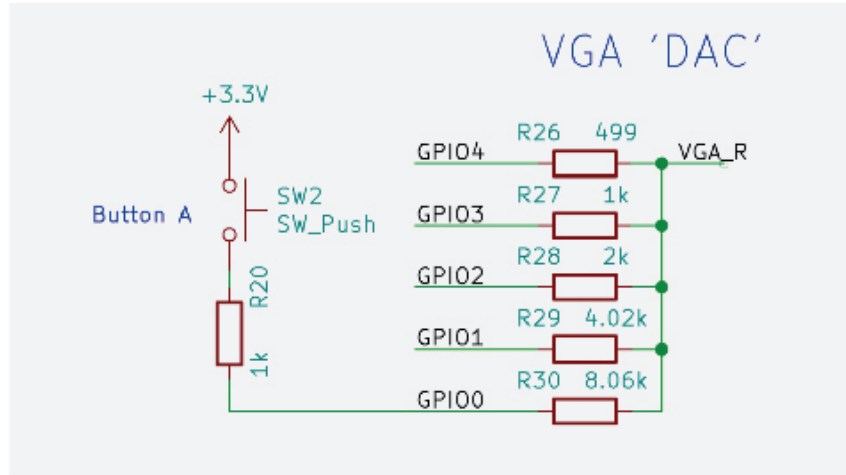 VGA 'DAC'
+3.3V
Button A
SW2
SW_Push
R20
1k
GPIO4
R26 499
VGA_R
GPIO3
R27 1k
GPIO2
R28 2k
GPIO1
R29 4.02k
GPIO0
R30 8.06k